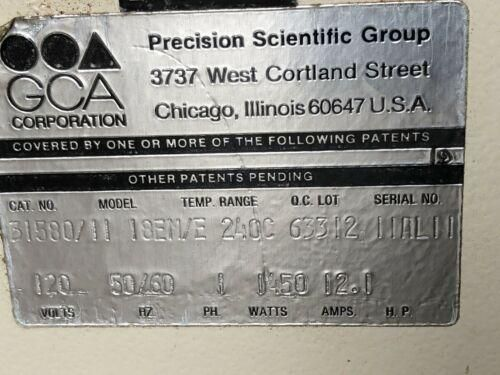 GCA
CORPORATION
Precision Scientific Group
3737 West Cortland Street
Chicago, Illinois 60647 U.S.A.
COVERED BY ONE OR MORE OF THE FOLLOWING PATENTS
OTHER PATENTS PENDING
CAT. NO. MODEL TEMP. RANGE Q.C. LOT SERIAL NO.
31580/11 18EM/E 240C 63312 11AL11
120 50/60 1 1450 12.1
VOLTS HZ PH. WATTS AMPS. H.P.